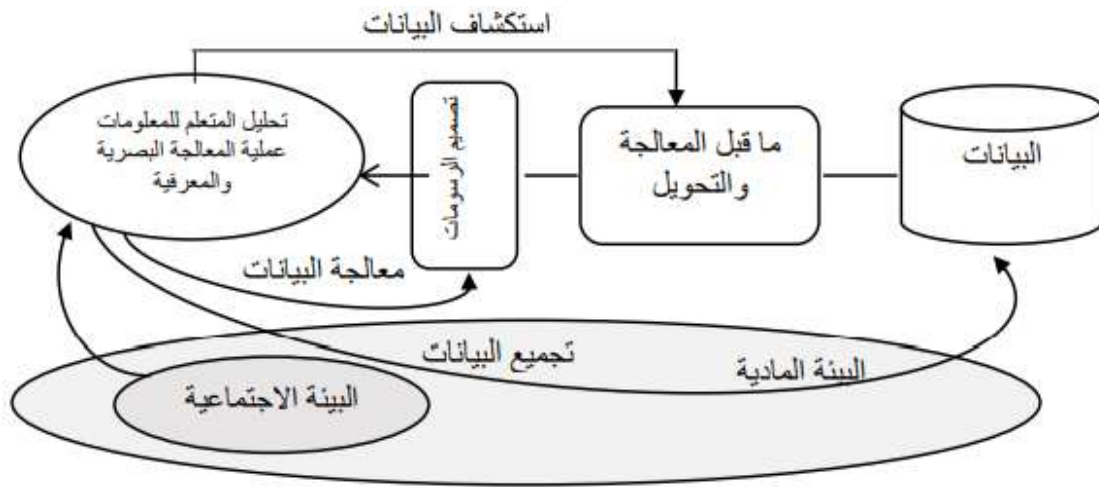 استكشاف البيانات
البيانات
ما قبل المعالجة
والتحويل
تصميم الرسومات
تحليل المتعلم للمعلومات
عملية المعالجة البصرية
والمعرفية
معالجة البيانات
تجميع البيانات
البيئة المادية
البيئة الاجتماعية